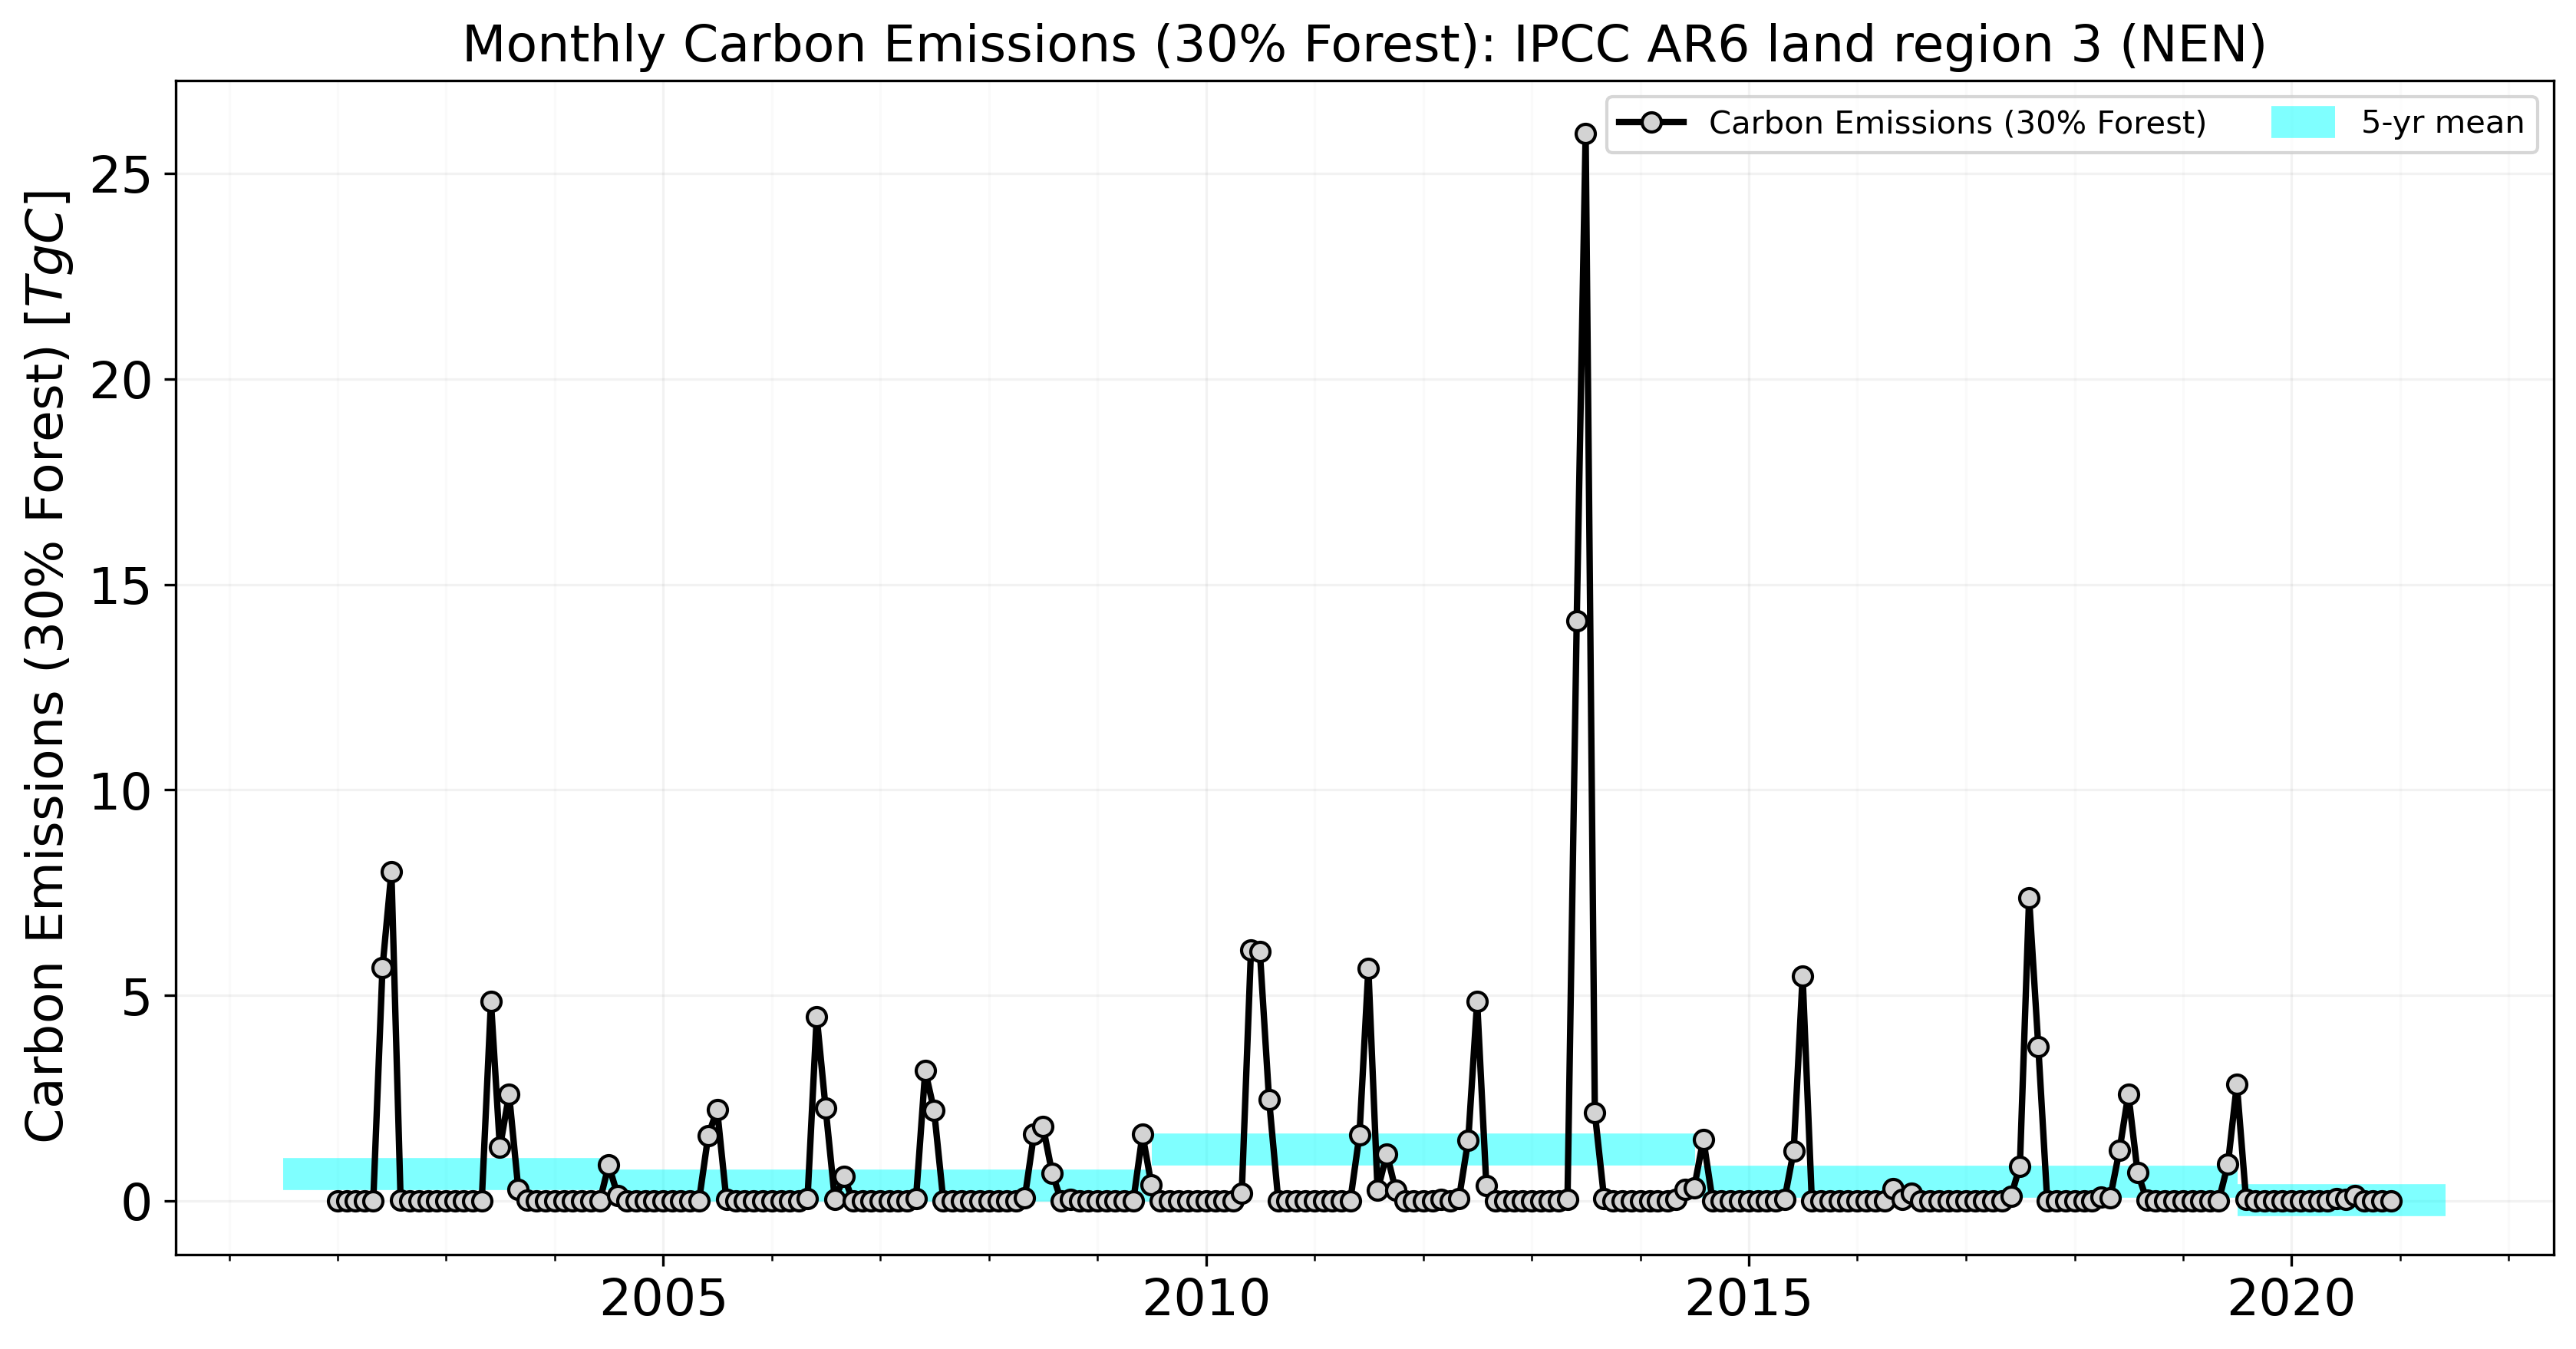 Monthly Carbon Emissions (30% Forest): IPCC AR6 land region 3 (NEN)
Carbon Emissions (30% Forest)
5-yr mean
Carbon Emissions (30% Forest) [TgC]
25
20
15
10
5
0
2005
2010
2015
2020